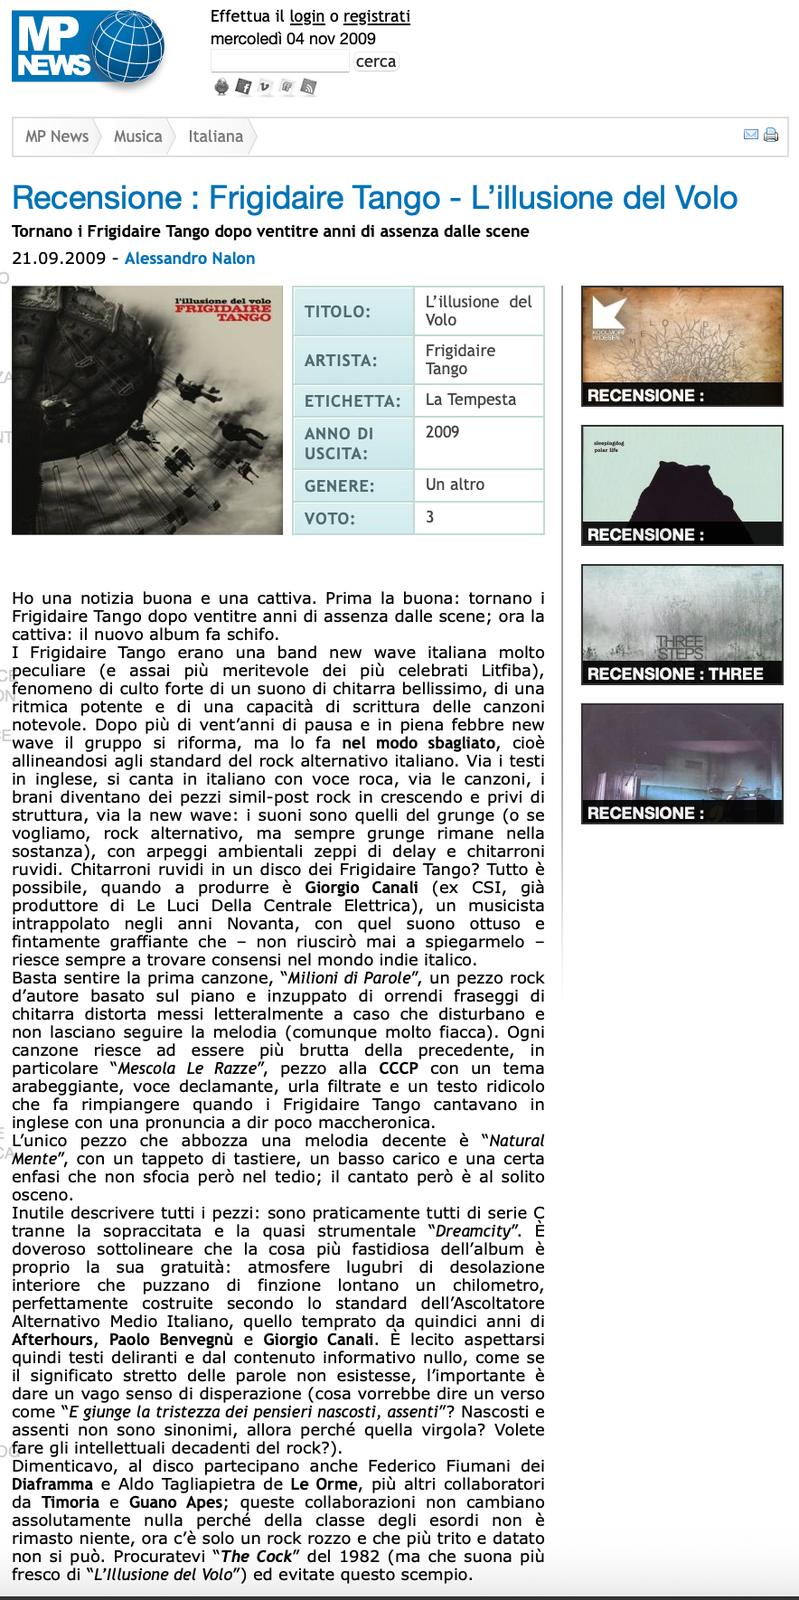 MP
NEWS
Effettua il login o registrati
mercoledì 04 nov 2009
cerca
MP News
Musica
Italiana
Recensione : Frigidaire Tango - L’illusione del Volo
Tornano i Frigidaire Tango dopo ventitre anni di assenza dalle scene
21.09.2009 - Alessandro Nalon
l'illusione del volo
FRIGIDAIRE
TANGO
TITOLO:
L’illusione del
Volo
ARTISTA:
Frigidaire
Tango
ETICHETTA:
La Tempesta
ANNO DI
USCITA:
2009
GENERE:
Un altro
VOTO:
3
Ho una notizia buona e una cattiva. Prima la buona: tornano i
Frigidaire Tango dopo ventitre anni di assenza dalle scene; ora la
cattiva: il nuovo album fa schifo.
I Frigidaire Tango erano una band new wave italiana molto
peculiare (e assai più meritevole dei più celebrati Litfiba),
fenomeno di culto forte di un suono di chitarra bellissimo, di una
ritmica potente e di una capacità di scrittura delle canzoni
notevole. Dopo più di vent’anni di pausa e in piena febbre new
wave il gruppo si riforma, ma lo fa nel modo sbagliato, cioè
allineandosi agli standard del rock alternativo italiano. Via i testi
in inglese, si canta in italiano con voce roca, via le canzoni, i
brani diventano dei pezzi simil-post rock in crescendo e privi di
struttura, via la new wave: i suoni sono quelli del grunge (o se
vogliamo, rock alternativo, ma sempre grunge rimane nella
sostanza), con arpeggi ambientali zeppi di delay e chitarroni
ruvidi. Chitarroni ruvidi in un disco dei Frigidaire Tango? Tutto è
possibile, quando a produrre è Giorgio Canali (ex CSI, già
produttore di Le Luci Della Centrale Elettrica), un musicista
intrappolato negli anni Novanta, con quel suono ottuso e
fintamente graffiante che – non riuscirò mai a spiegarmelo –
riesce sempre a trovare consensi nel mondo indie italico.
Basta sentire la prima canzone, “Milioni di Parole”, un pezzo rock
d’autore basato sul piano e inzuppato di orrendi fraseggi di
chitarra distorta messi letteralmente a caso che disturbano e
non lasciano seguire la melodia (comunque molto fiacca). Ogni
canzone riesce ad essere più brutta della precedente, in
particolare “Mescola Le Razze”, pezzo alla CCCP con un tema
arabeggiante, voce declamante, urla filtrate e un testo ridicolo
che fa rimpiangere quando i Frigidaire Tango cantavano in
inglese con una pronuncia a dir poco maccheronica.
L’unico pezzo che abbozza una melodia decente è “Natural
Mente”, con un tappeto di tastiere, un basso carico e una certa
enfasi che non sfocia però nel tedio; il cantato però è al solito
osceno.
Inutile descrivere tutti i pezzi: sono praticamente tutti di serie C
tranne la sopraccitata e la quasi strumentale “Dreamcity”. È
doveroso sottolineare che la cosa più fastidiosa dell’album è
proprio la sua gratuità: atmosfere lugubri di desolazione
interiore che puzzano di finzione lontano un chilometro,
perfettamente costruite secondo lo standard dell’Ascoltatore
Alternativo Medio Italiano, quello temprato da quindici anni di
Afterhours, Paolo Benvegnù e Giorgio Canali. È lecito aspettarsi
quindi testi deliranti e dal contenuto informativo nullo, come se
il significato stretto delle parole non esistesse, l’importante è
dare un vago senso di disperazione (cosa vorrebbe dire un verso
come “E giunge la tristezza dei pensieri nascosti, assenti”? Nascosti e
assenti non sono sinonimi, allora perché quella virgola? Volete
fare gli intellettuali decadenti del rock?).
Dimenticavo, al disco partecipano anche Federico Fiumani dei
Diaframma e Aldo Tagliapietra de Le Orme, più altri collaboratori
da Timoria e Guano Apes; queste collaborazioni non cambiano
assolutamente nulla perché della classe degli esordi non è
rimasto niente, ora c’è solo un rock rozzo e che più trito e datato
non si può. Procuratevi “The Cock” del 1982 (ma che suona più
fresco di “L’Illusione del Volo”) ed evitate questo scempio.
MELODIES
RECENSIONE :
sleepingdog
polar life
RECENSIONE :
THREE
STEPS
RECENSIONE : THREE
RECENSIONE :